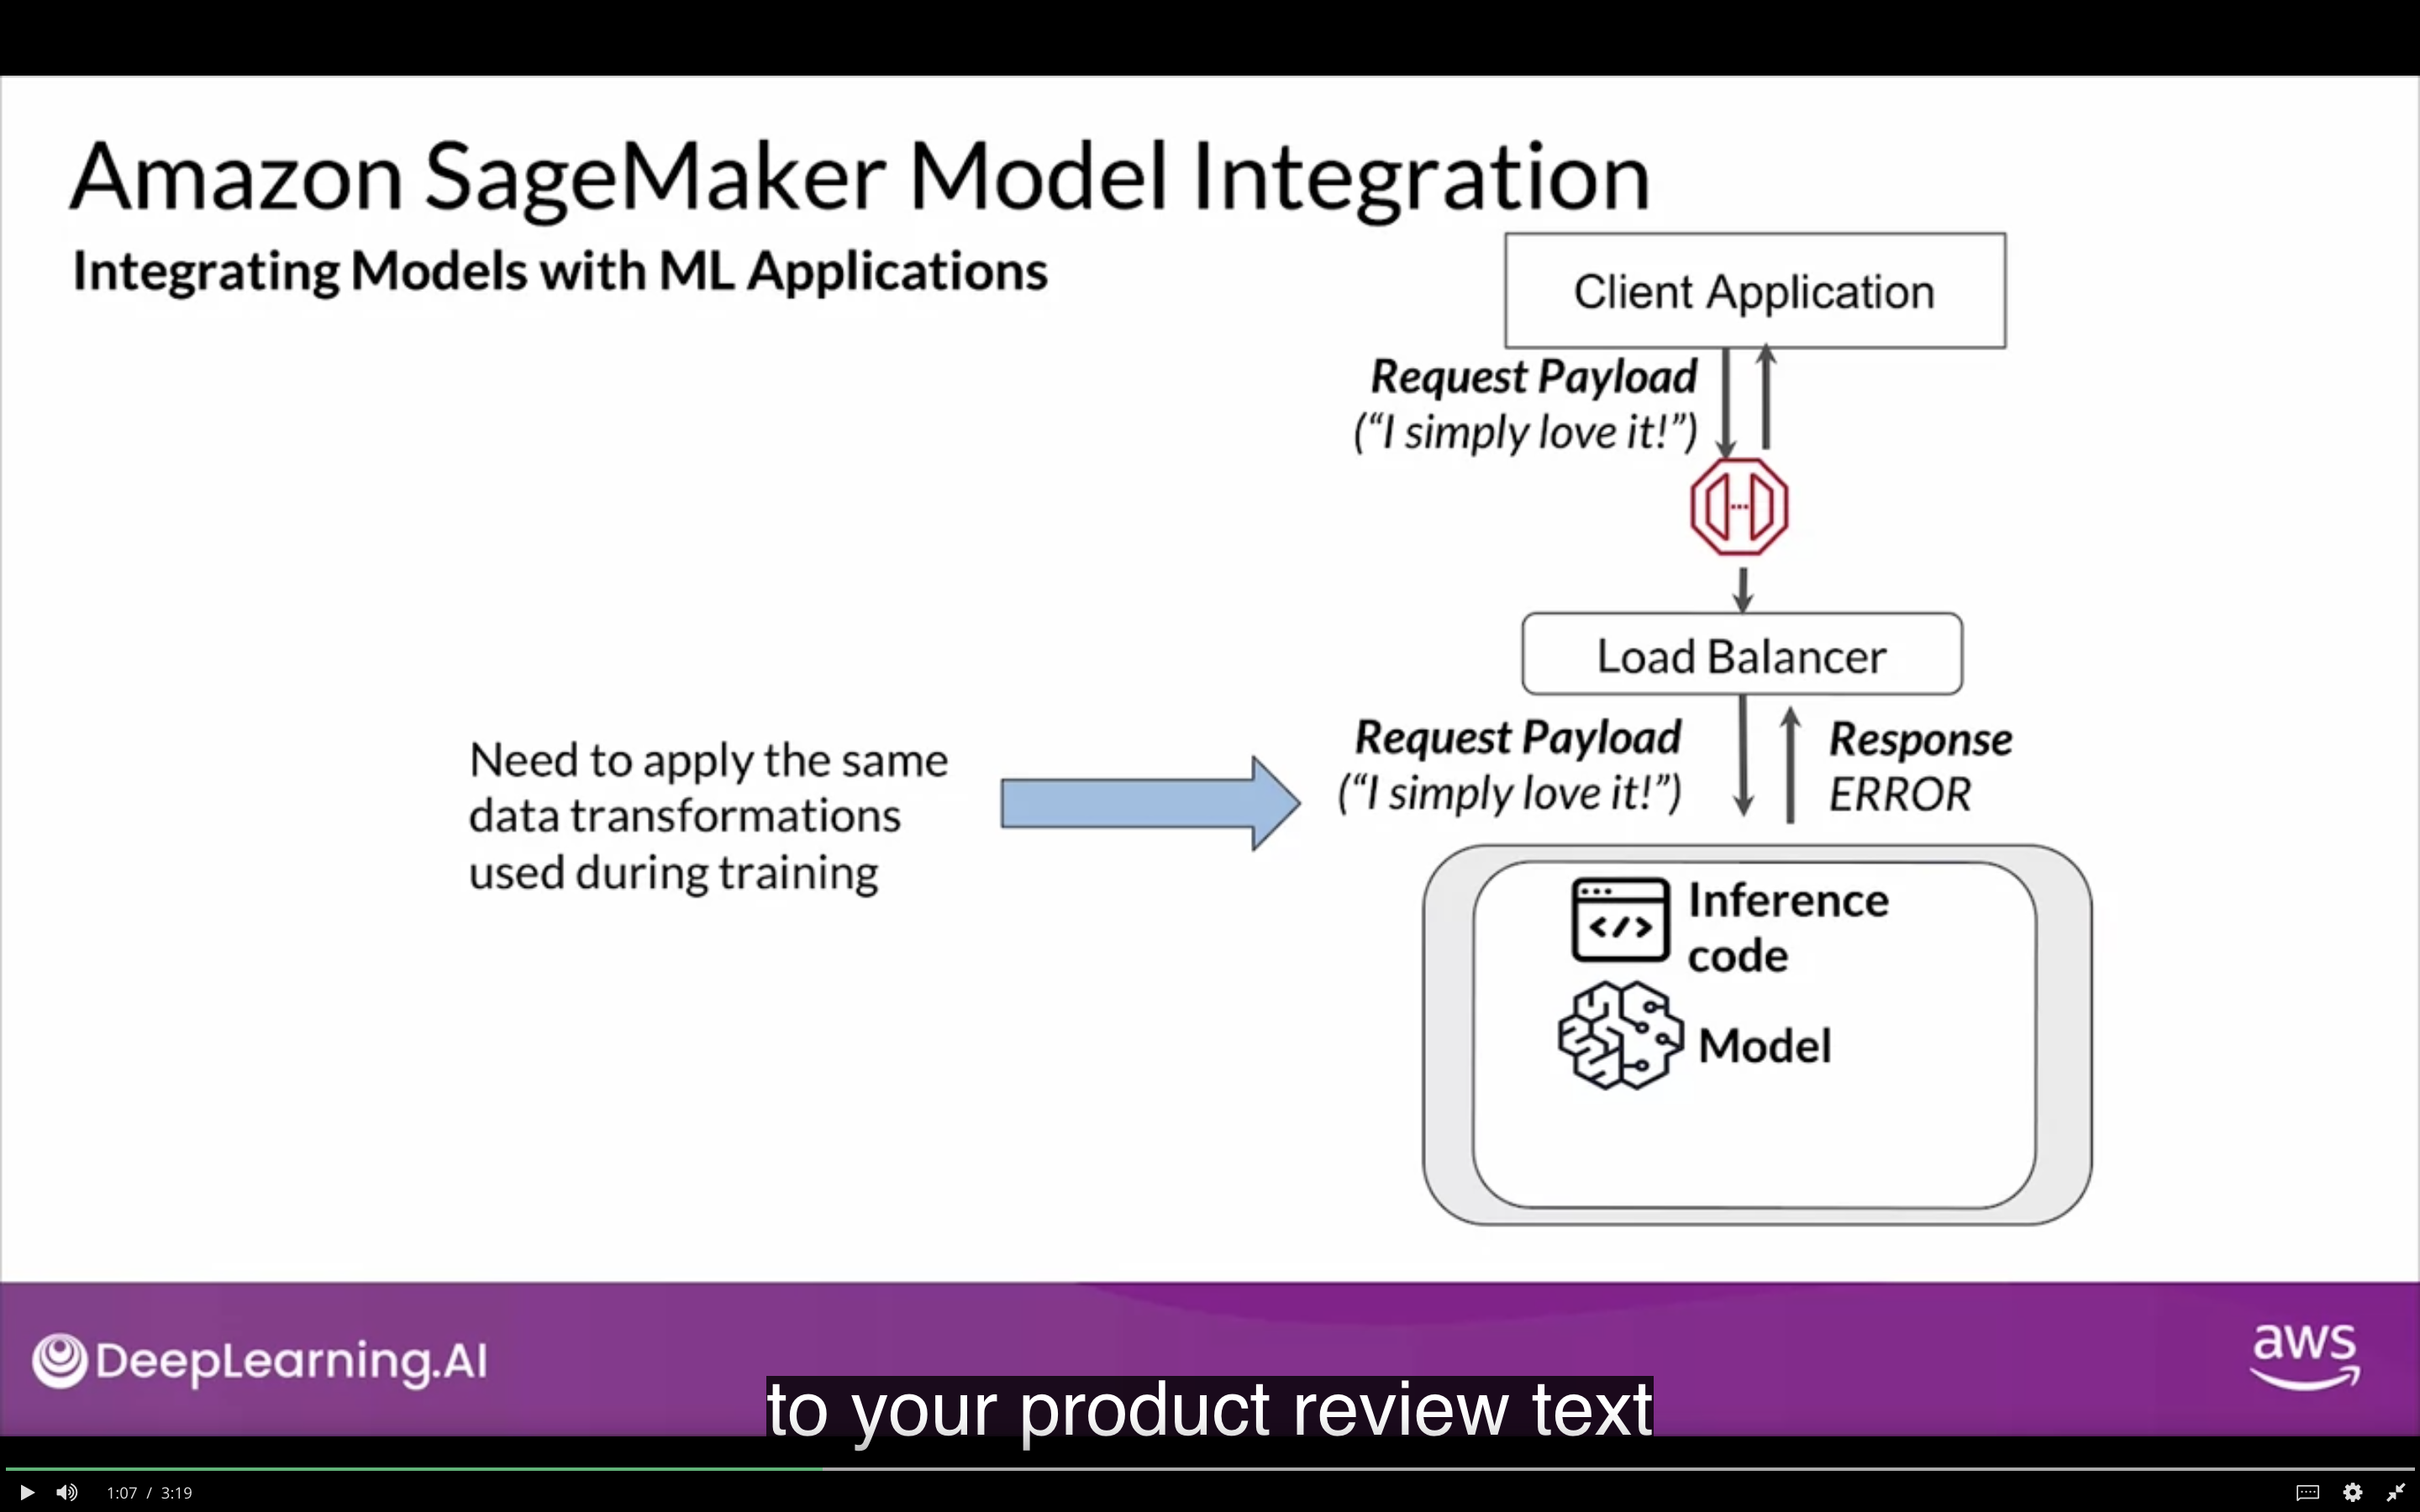 Amazon SageMaker Model Integration
Integrating Models with ML Applications
Client Application
Request Payload
(“I simply love it!”)
Load Balancer
Request Payload
(“I simply love it!”)
Response
ERROR
Need to apply the same
data transformations
used during training
</>
Inference
code
Model
DeepLearning.AI
aws
to your product review text
1:07 / 3:19